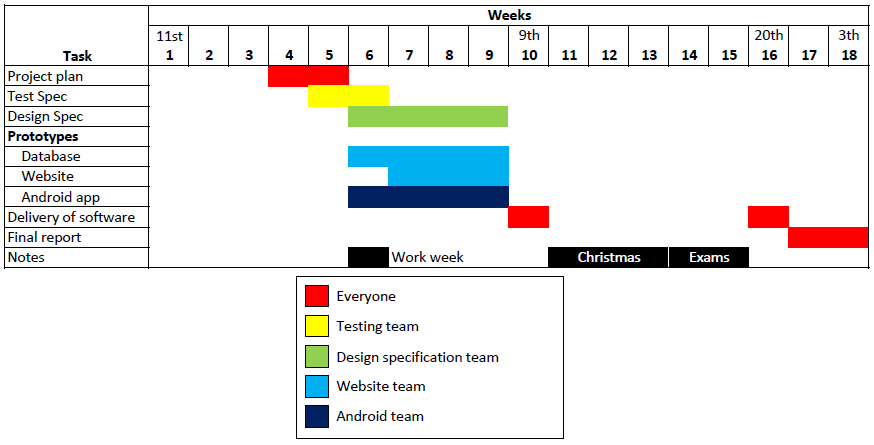 Weeks
11st 9th 20th 3th
Task 1 2 3 4 5 6 7 8 9 10 11 12 13 14 15 16 17 18
Project plan
Test Spec
Design Spec
Prototypes
Database
Website
Android app
Delivery of software
Final report
Notes Work week Christmas Exams
Everyone
Testing team
Design specification team
Website team
Android team